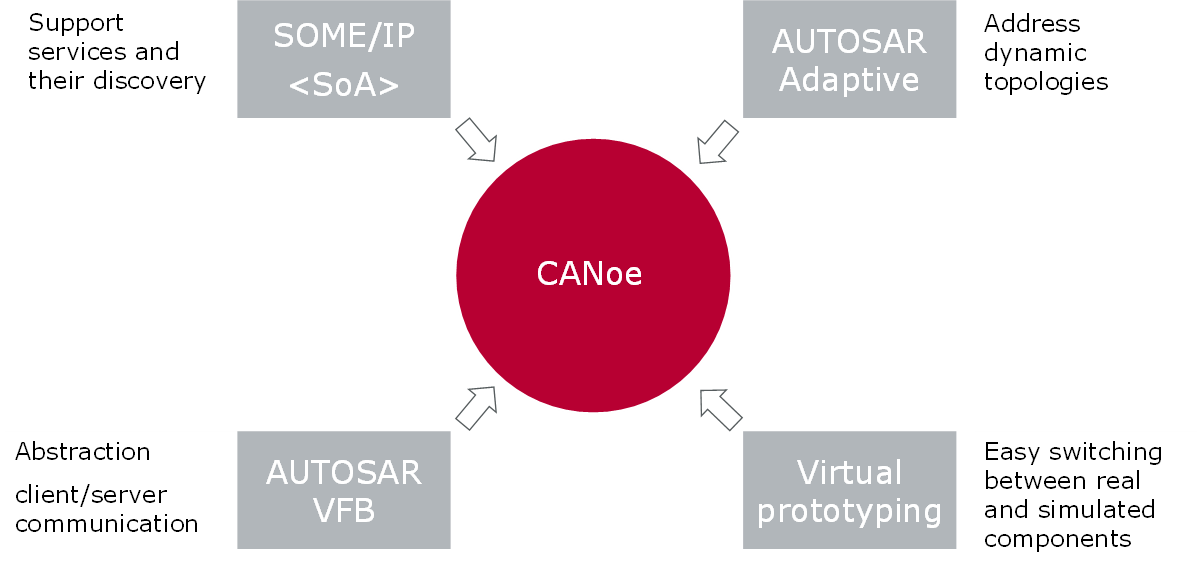 Support
services and
their discovery
SOME/IP
<SoA>
AUTOSAR
Adaptive
Address
dynamic
topologies
CANoe
Abstraction
client/server
communication
AUTOSAR
VFB
Virtual
prototyping
Easy switching
between real
and simulated
components